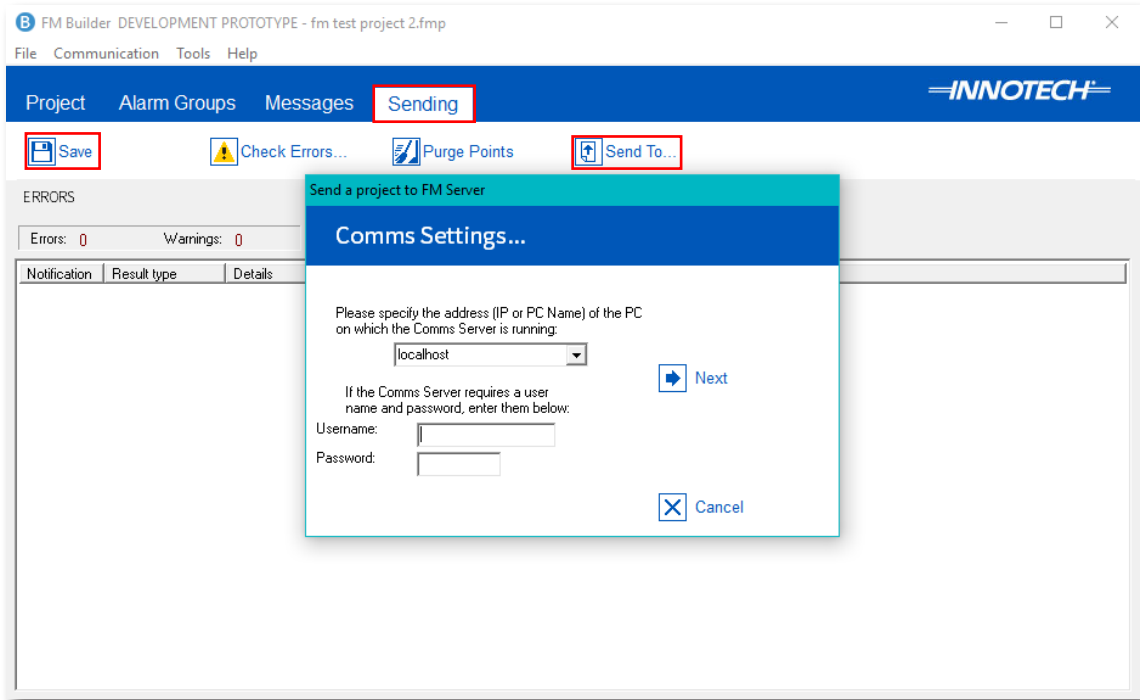 FM Builder DEVELOPMENT PROTOTYPE - fm test project 2.fmp
File Communication Tools Help
Project Alarm Groups Messages Sending
INNOTECH
Save Check Errors... Purge Points Send To...
ERRORS
Errors: 0 Warnings: 0
Notification Result type Details
Send a project to FM Server
Comms Settings...
Please specify the address (IP or PC Name) of the PC
on which the Comms Server is running:
localhost
Next
If the Comms Server requires a user
name and password, enter them below:
Username:
Password:
Cancel